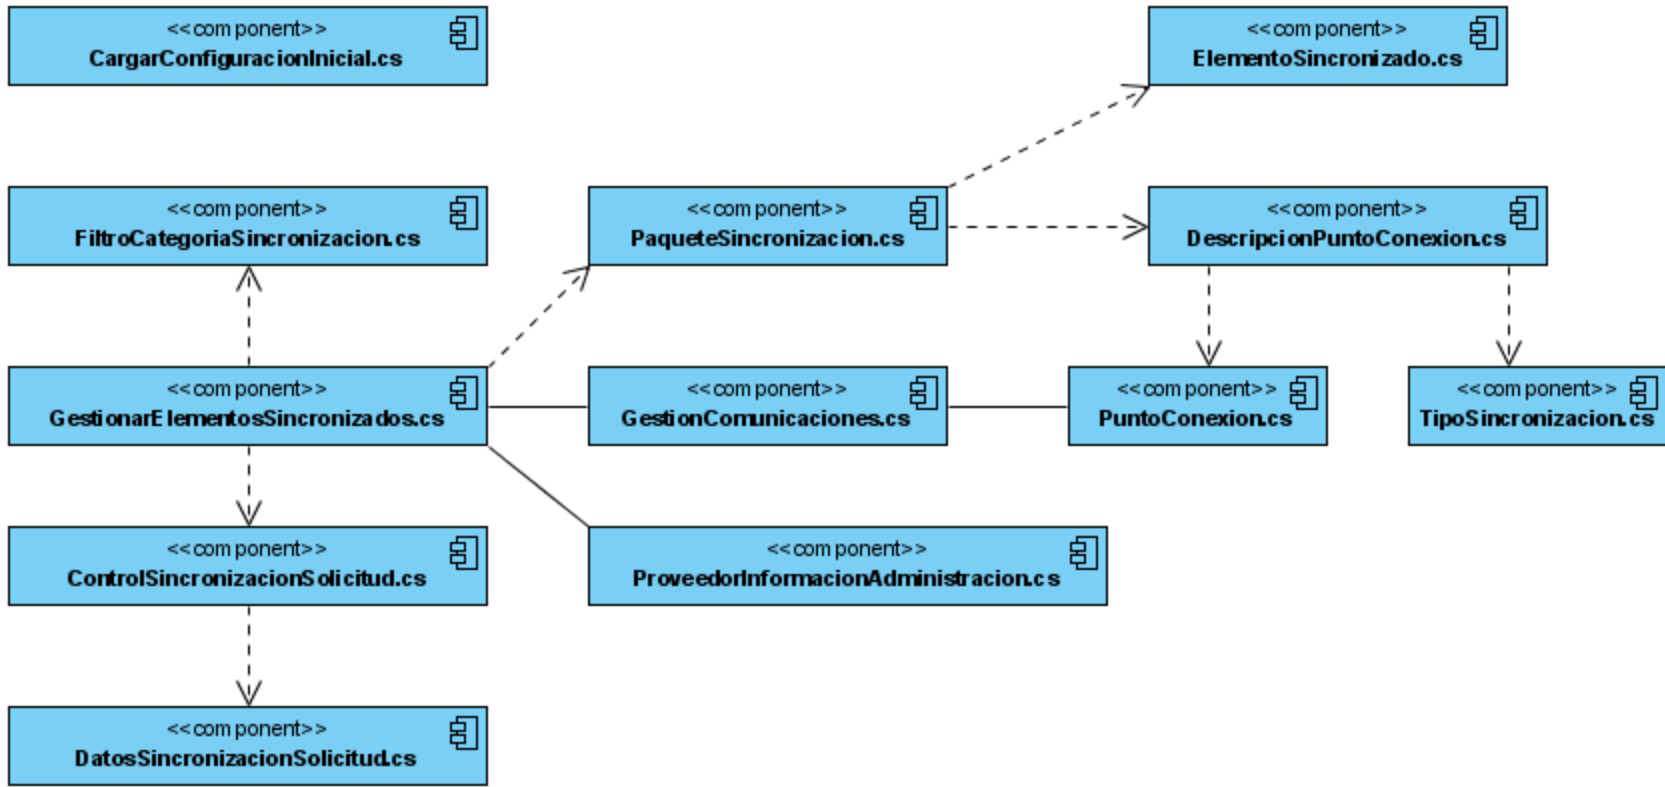 <<component>>
CargarConfiguracionInicial.cs
<<component>>
ElementoSincronizado.cs
<<component>>
FiltroCategoriaSincronizacion.cs
<<component>>
PaqueteSincronizacion.cs
<<component>>
DescripcionPuntoConexion.cs
<<component>>
GestionarElementosSincronizados.cs
<<component>>
GestionComunicaciones.cs
<<component>>
PuntoConexion.cs
<<component>>
TipoSincronizacion.cs
<<component>>
ControlSincronizacionSolicitud.cs
<<component>>
ProveedorInformacionAdministracion.cs
<<component>>
DatosSincronizacionSolicitud.cs